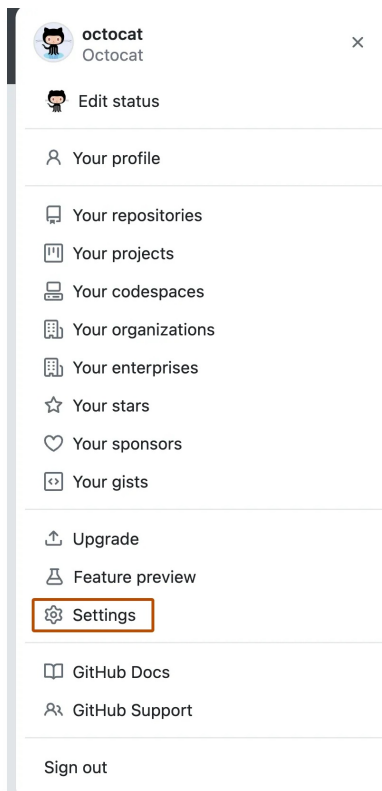 octocat
Octocat
Edit status
Your profile
Your repositories
Your projects
Your codespaces
Your organizations
Your enterprises
Your stars
Your sponsors
Your gists
Upgrade
Feature preview
Settings
GitHub Docs
GitHub Support
Sign out